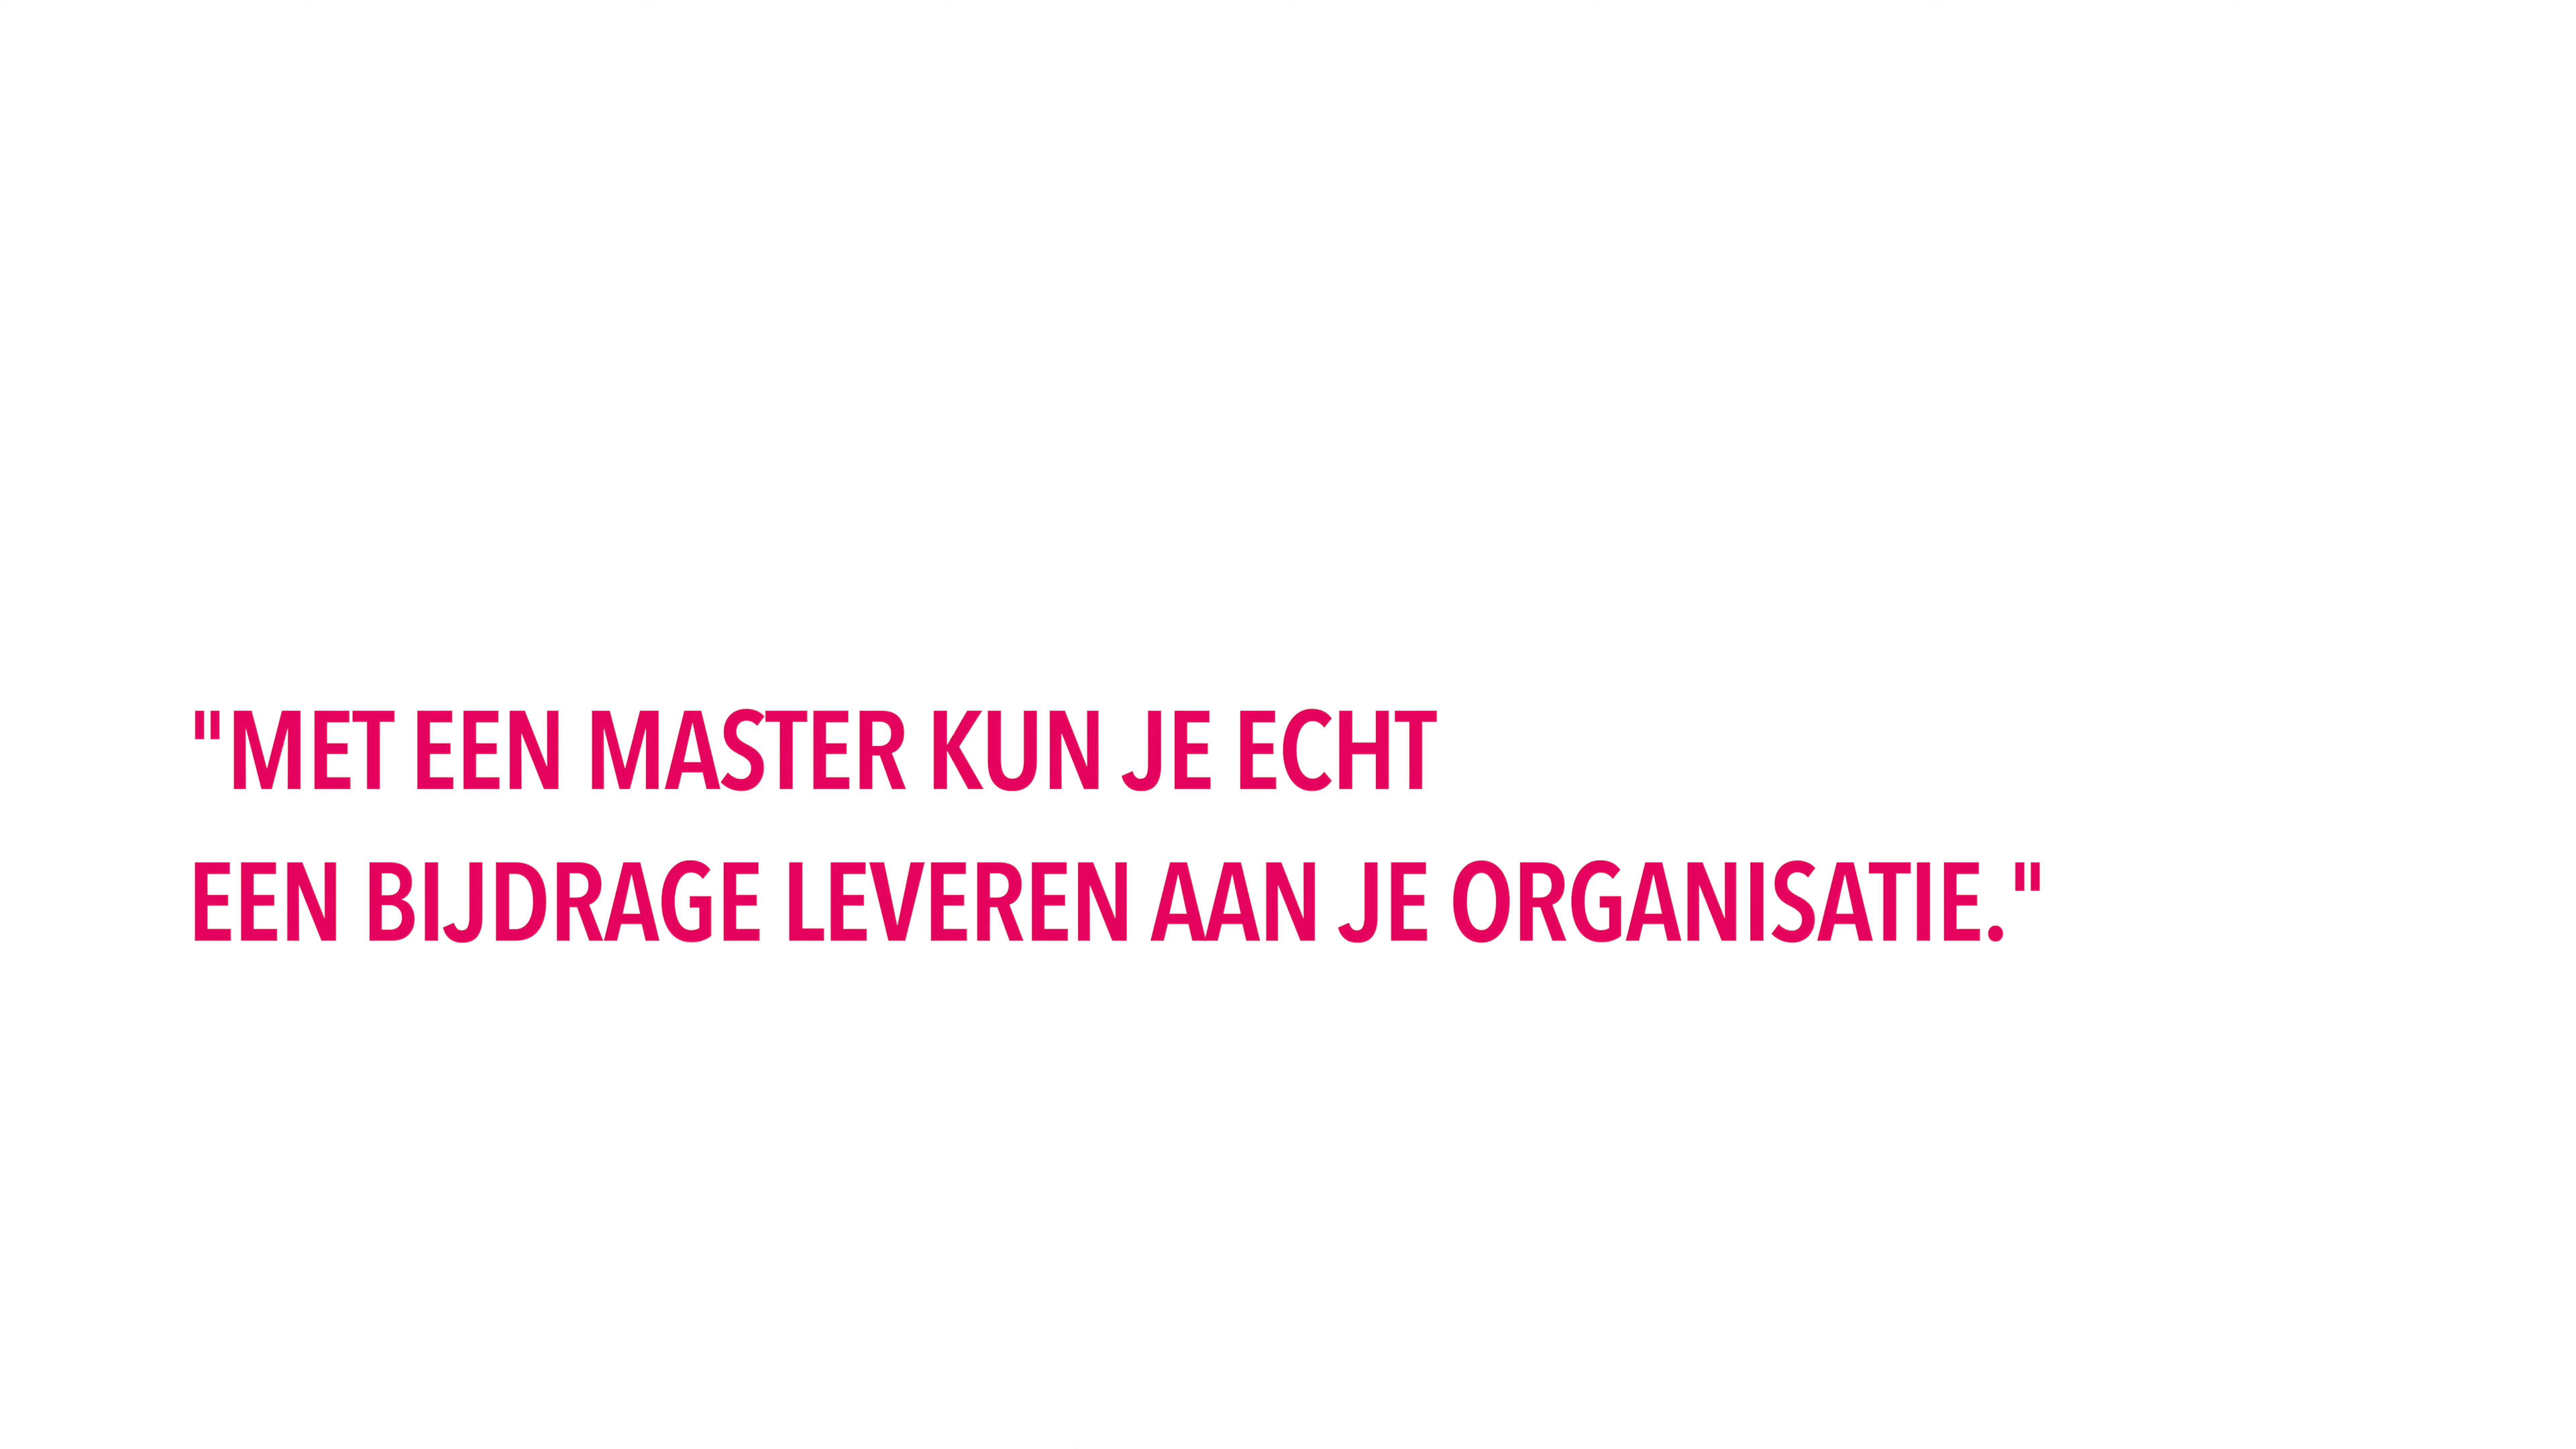 "MET EEN MASTER KUN JE ECHT
EEN BIJDRAGE LEVEREN AAN JE ORGANISATIE."